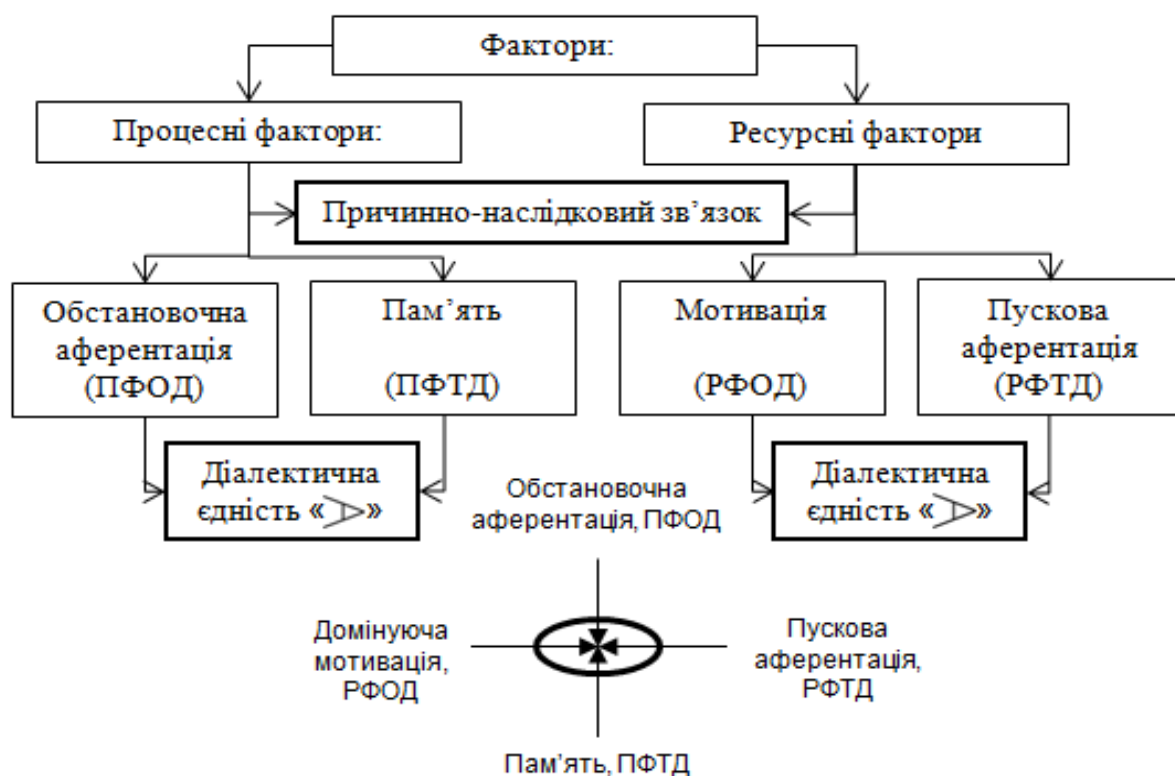 Фактори:
Процесні фактори:
Ресурсні фактори
Причинно-наслідковий зв’язок
Обстановочна
аферентація
(ПФОД)
Пам’ять
(ПФТД)
Мотивація
(РФОД)
Пускова
аферентація
(РФТД)
Діалектична
єдність «⪢»
Діалектична
єдність «⪢»
Обстановочна
аферентація, ПФОД
Домінуюча
мотивація,
РФОД
Пускова
аферентація,
РФТД
Пам’ять, ПФТД